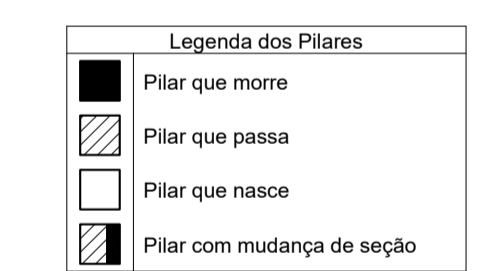 Legenda dos Pilares
Pilar que morre
Pilar que passa
Pilar que nasce
Pilar com mudança de seção